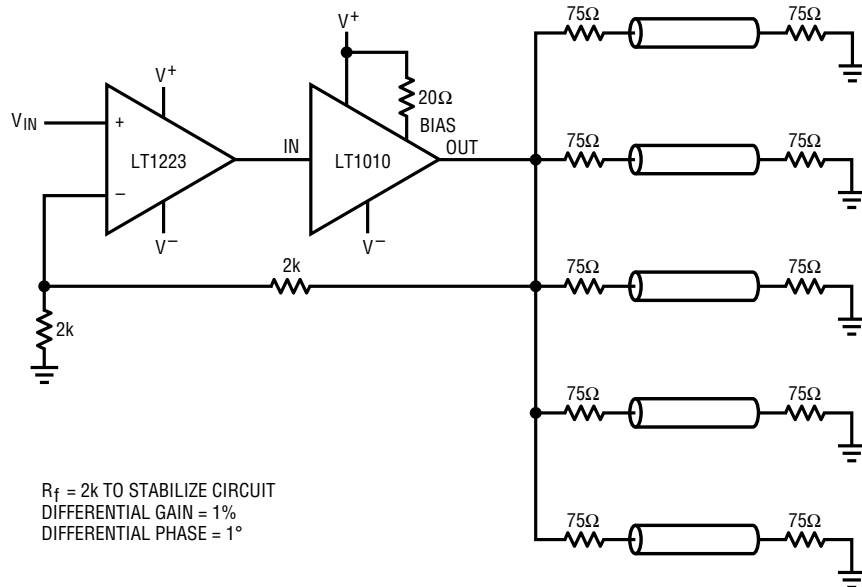 V+
75Ω 75Ω
V+
20Ω
BIAS
VIN
+
LT1223
IN
LT1010
OUT
75Ω 75Ω
−
V−
V−
2k
75Ω 75Ω
2k
75Ω 75Ω
Rf = 2k TO STABILIZE CIRCUIT
DIFFERENTIAL GAIN = 1%
DIFFERENTIAL PHASE = 1°
75Ω 75Ω